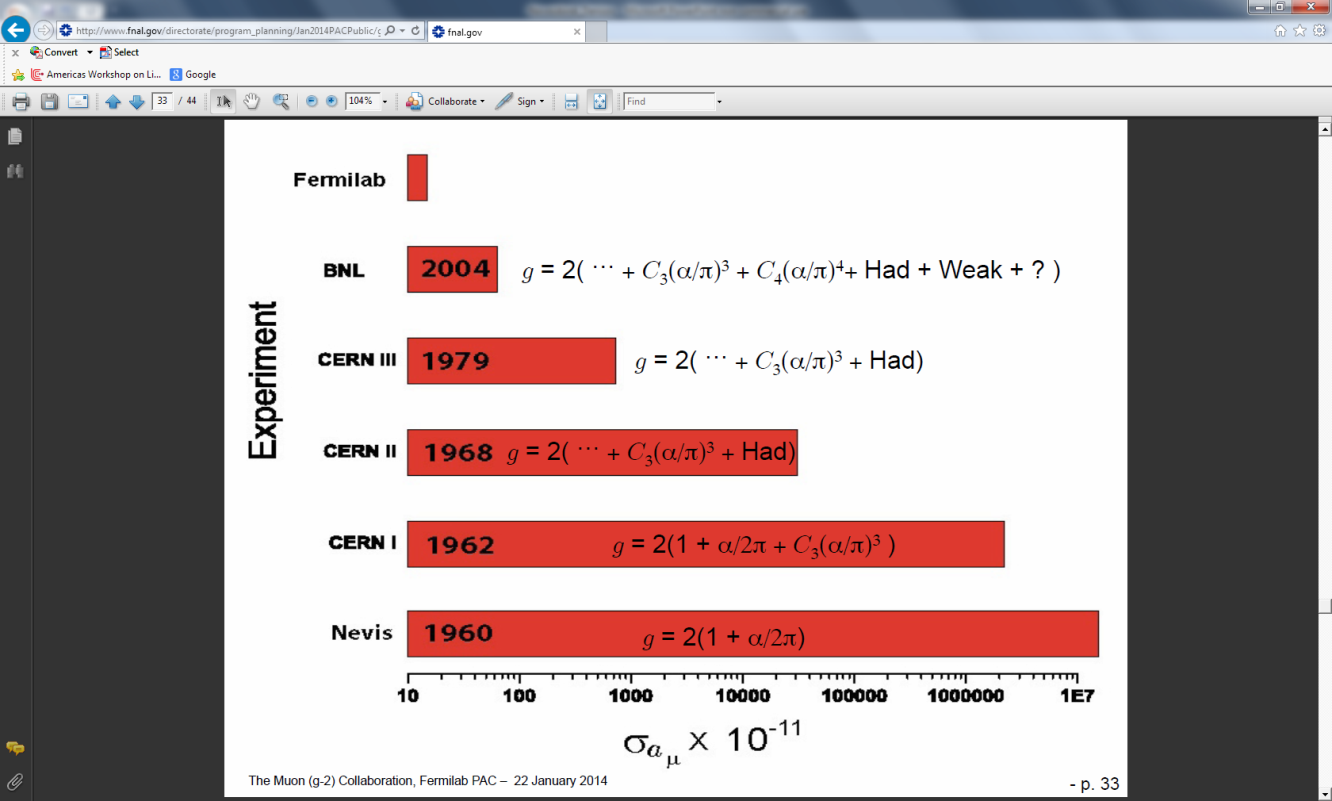 http://www.fnal.gov/directorate/program_planning/Jan2014PACPublic/g
fnal.gov
x Convert Select
Americas Workshop on Li... Google
33 / 44 104% Collaborate Sign Find
Fermilab
BNL 2004 g = 2( ⋯ + C₃(α/π)³ + C₄(α/π)⁴+ Had + Weak + ? )
CERN III 1979 g = 2( ⋯ + C₃(α/π)³ + Had)
CERN II 1968 g = 2( ⋯ + C₃(α/π)³ + Had)
CERN I 1962 g = 2(1 + α/2π + C₃(α/π)³ )
Nevis 1960 g = 2(1 + α/2π)
Experiment
10 100 1000 10000 100000 1000000 1E7
σ_aμ x 10⁻¹¹
The Muon (g-2) Collaboration, Fermilab PAC – 22 January 2014
- p. 33